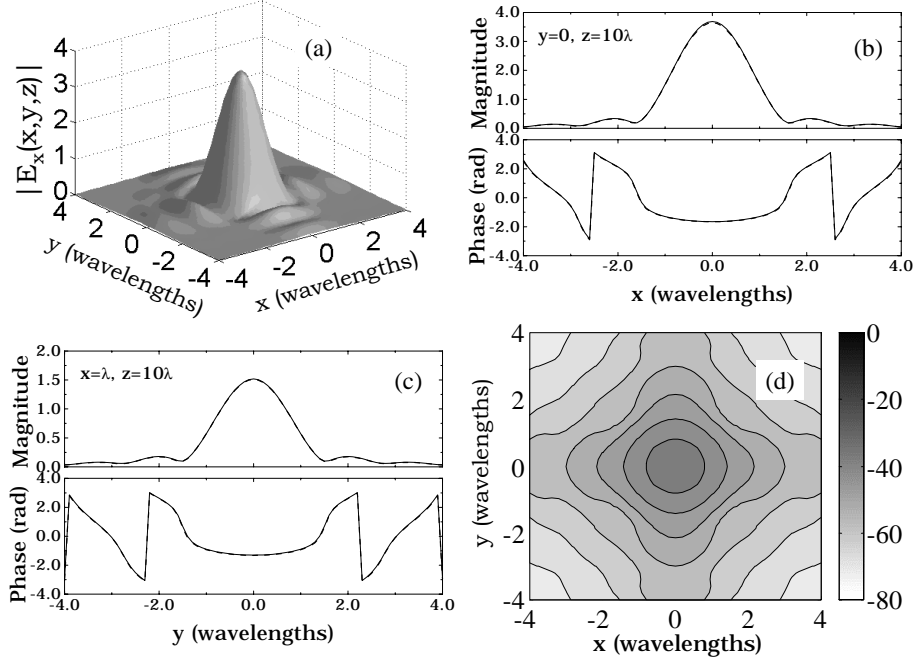 (a)
|E_x(x,y,z)|
4
3
2
1
0
4
2
0
-2
-4
y (wavelengths)
-4
-2
0
2
4
x (wavelengths)
(b)
y=0, z=10λ
Magnitude
4.0
3.0
2.0
1.0
0.0
Phase (rad)
4.0
2.0
0.0
-2.0
-4.0
-4.0 -2.0 0.0 2.0 4.0
x (wavelengths)
(c)
x=λ, z=10λ
Magnitude
2.0
1.5
1.0
0.5
0.0
Phase (rad)
4.0
2.0
0.0
-2.0
-4.0
-4.0 -2.0 0.0 2.0 4.0
y (wavelengths)
(d)
y (wavelengths)
4
2
0
-2
-4
-4 -2 0 2 4
x (wavelengths)
0
-20
-40
-60
-80